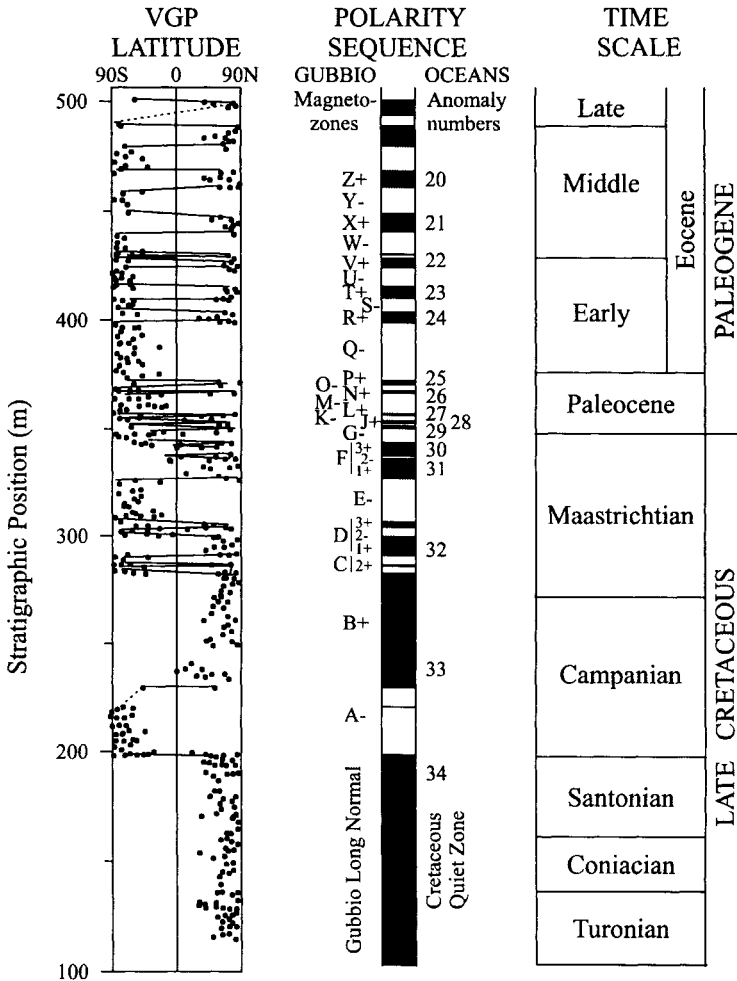 VGP
LATITUDE
90S 0 90N
POLARITY
SEQUENCE
GUBBIO OCEANS
Magneto-
zones
Anomaly
numbers
TIME
SCALE
Stratigraphic Position (m)
500
400
300
200
100
Z+
Y-
X+
W-
V+
U-
T+
S-
R+
Q-
P+
O-
N+
M-
L+
K-
J+
G-
F
3+
2-
1+
E-
D
3+
2-
1+
C 2+
B+
A-
Gubbio Long Normal
20
21
22
23
24
25
26
27
28
29
30
31
32
33
34
Cretaceous
Quiet Zone
Late
Middle
Early
Eocene
Paleocene
PALEOGENE
Maastrichtian
Campanian
Santonian
Coniacian
Turonian
LATE CRETACEOUS